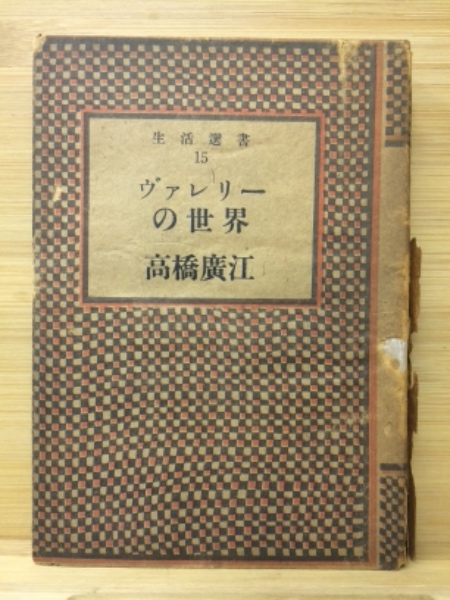 生活選書
15
ヴァレリー
の世界
高橋廣江